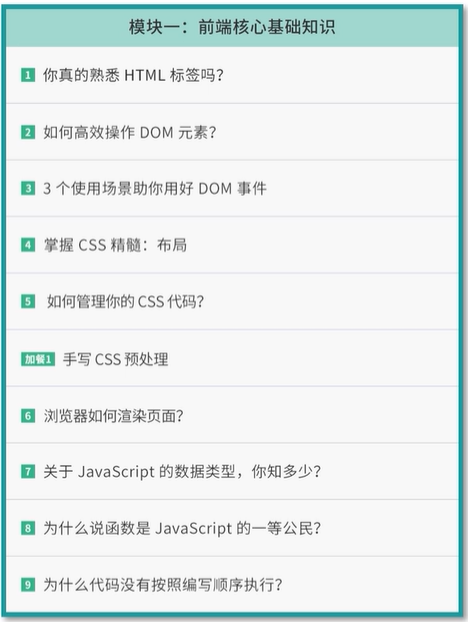 模块一：前端核心基础知识
1 你真的熟悉 HTML 标签吗？
2 如何高效操作 DOM 元素？
3 3 个使用场景助你用好 DOM 事件
4 掌握 CSS 精髓：布局
5 如何管理你的 CSS 代码？
加餐1 手写 CSS 预处理
6 浏览器如何渲染页面？
7 关于 JavaScript 的数据类型，你知多少？
8 为什么说函数是 JavaScript 的一等公民？
9 为什么代码没有按照编写顺序执行？